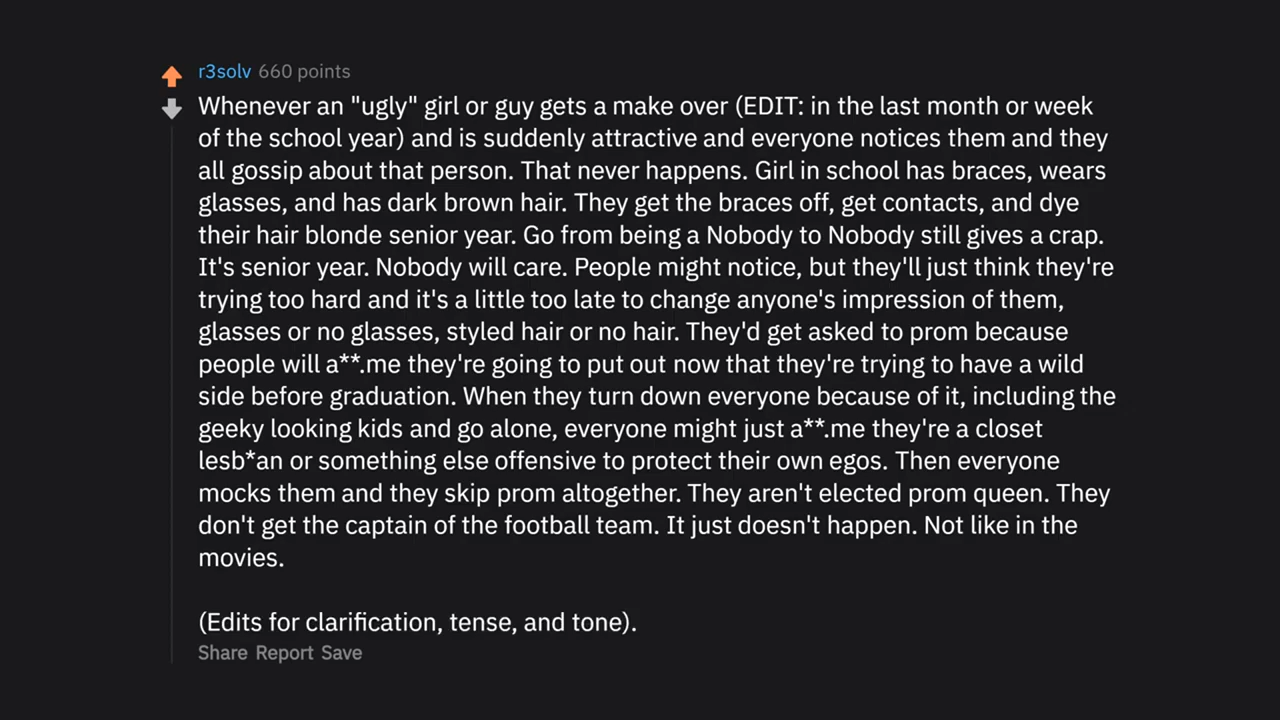 r3solv 660 points
Whenever an "ugly" girl or guy gets a make over (EDIT: in the last month or week
of the school year) and is suddenly attractive and everyone notices them and they
all gossip about that person. That never happens. Girl in school has braces, wears
glasses, and has dark brown hair. They get the braces off, get contacts, and dye
their hair blonde senior year. Go from being a Nobody to Nobody still gives a crap.
It's senior year. Nobody will care. People might notice, but they'll just think they're
trying too hard and it's a little too late to change anyone's impression of them,
glasses or no glasses, styled hair or no hair. They'd get asked to prom because
people will a**.me they're going to put out now that they're trying to have a wild
side before graduation. When they turn down everyone because of it, including the
geeky looking kids and go alone, everyone might just a**.me they're a closet
lesb*an or something else offensive to protect their own egos. Then everyone
mocks them and they skip prom altogether. They aren't elected prom queen. They
don't get the captain of the football team. It just doesn't happen. Not like in the
movies.
(Edits for clarification, tense, and tone).
Share Report Save